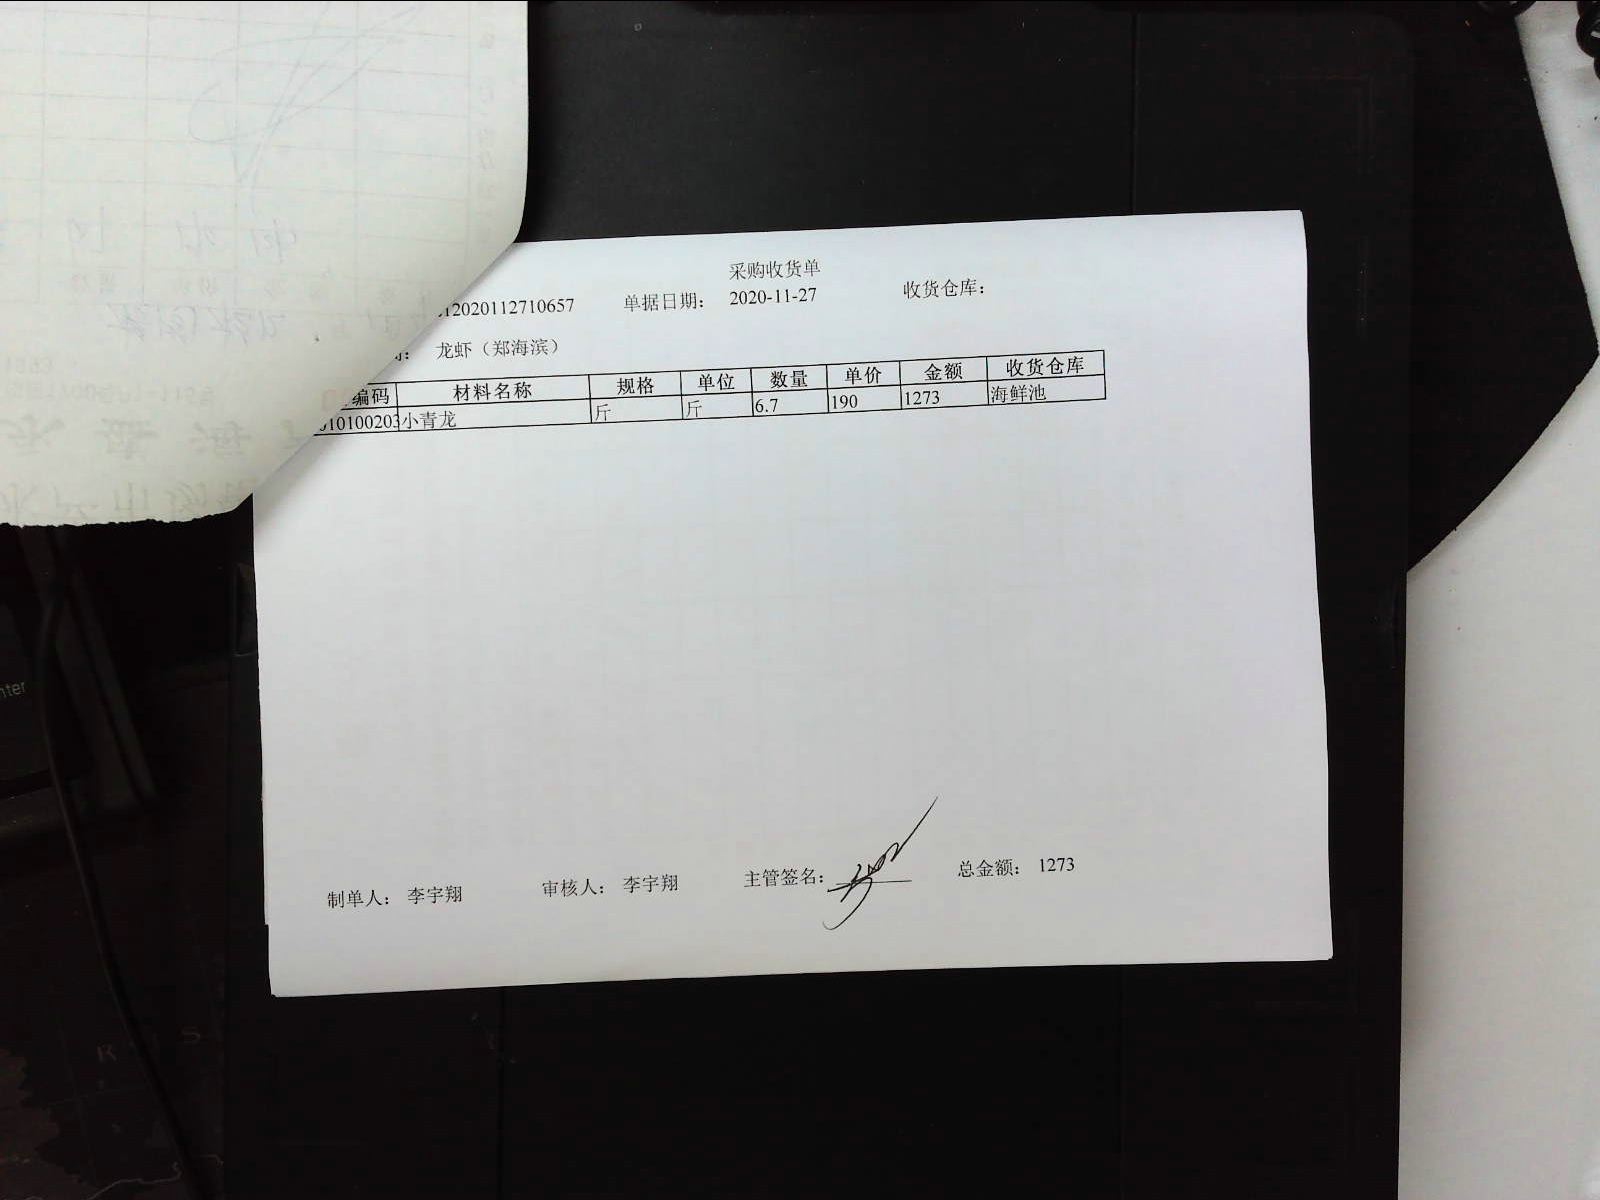 采购收货单
12020112710657 单据日期： 2020-11-27 收货仓库：
龙虾（郑海滨）
编码 材料名称 规格 单位 数量 单价 金额 收货仓库
10100203 小青龙 斤 斤 6.7 190 1273 海鲜池
制单人： 李宇翔 审核人： 李宇翔 主管签名： 总金额： 1273